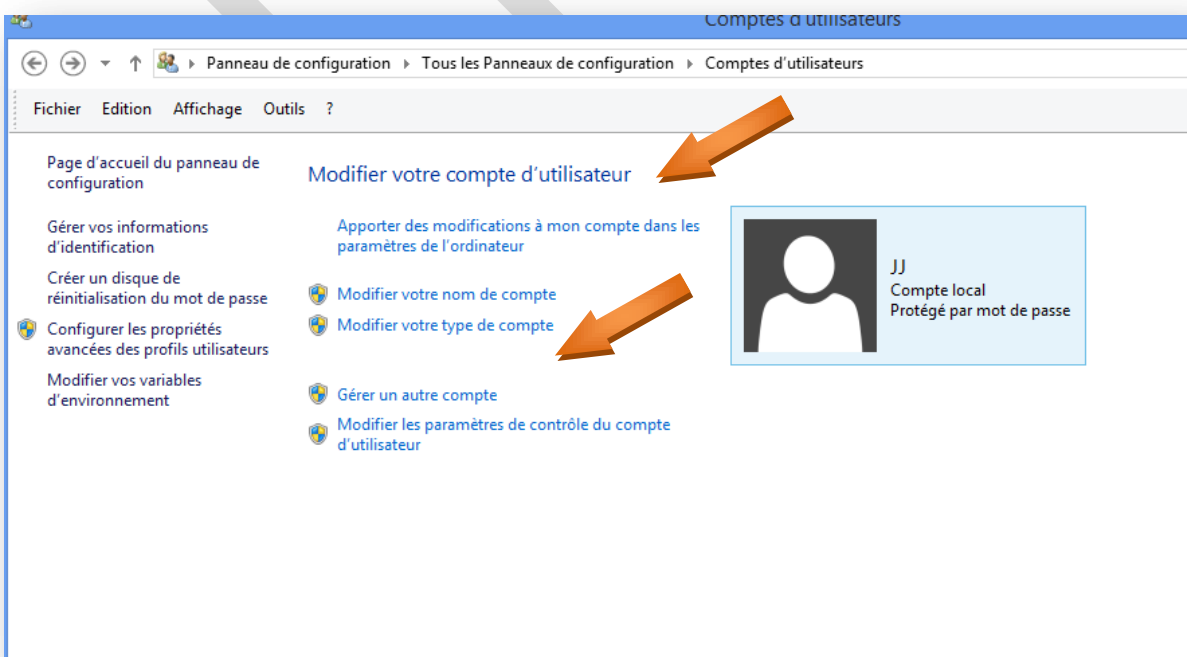 Comptes d'utilisateurs
Panneau de configuration Tous les Panneaux de configuration Comptes d'utilisateurs
Fichier Edition Affichage Outils ?
Page d'accueil du panneau de
configuration
Gérer vos informations
d'identification
Créer un disque de
réinitialisation du mot de passe
Configurer les propriétés
avancées des profils utilisateurs
Modifier vos variables
d'environnement
Modifier votre compte d'utilisateur
Apporter des modifications à mon compte dans les
paramètres de l'ordinateur
Modifier votre nom de compte
Modifier votre type de compte
Gérer un autre compte
Modifier les paramètres de contrôle du compte
d'utilisateur
JJ
Compte local
Protégé par mot de passe